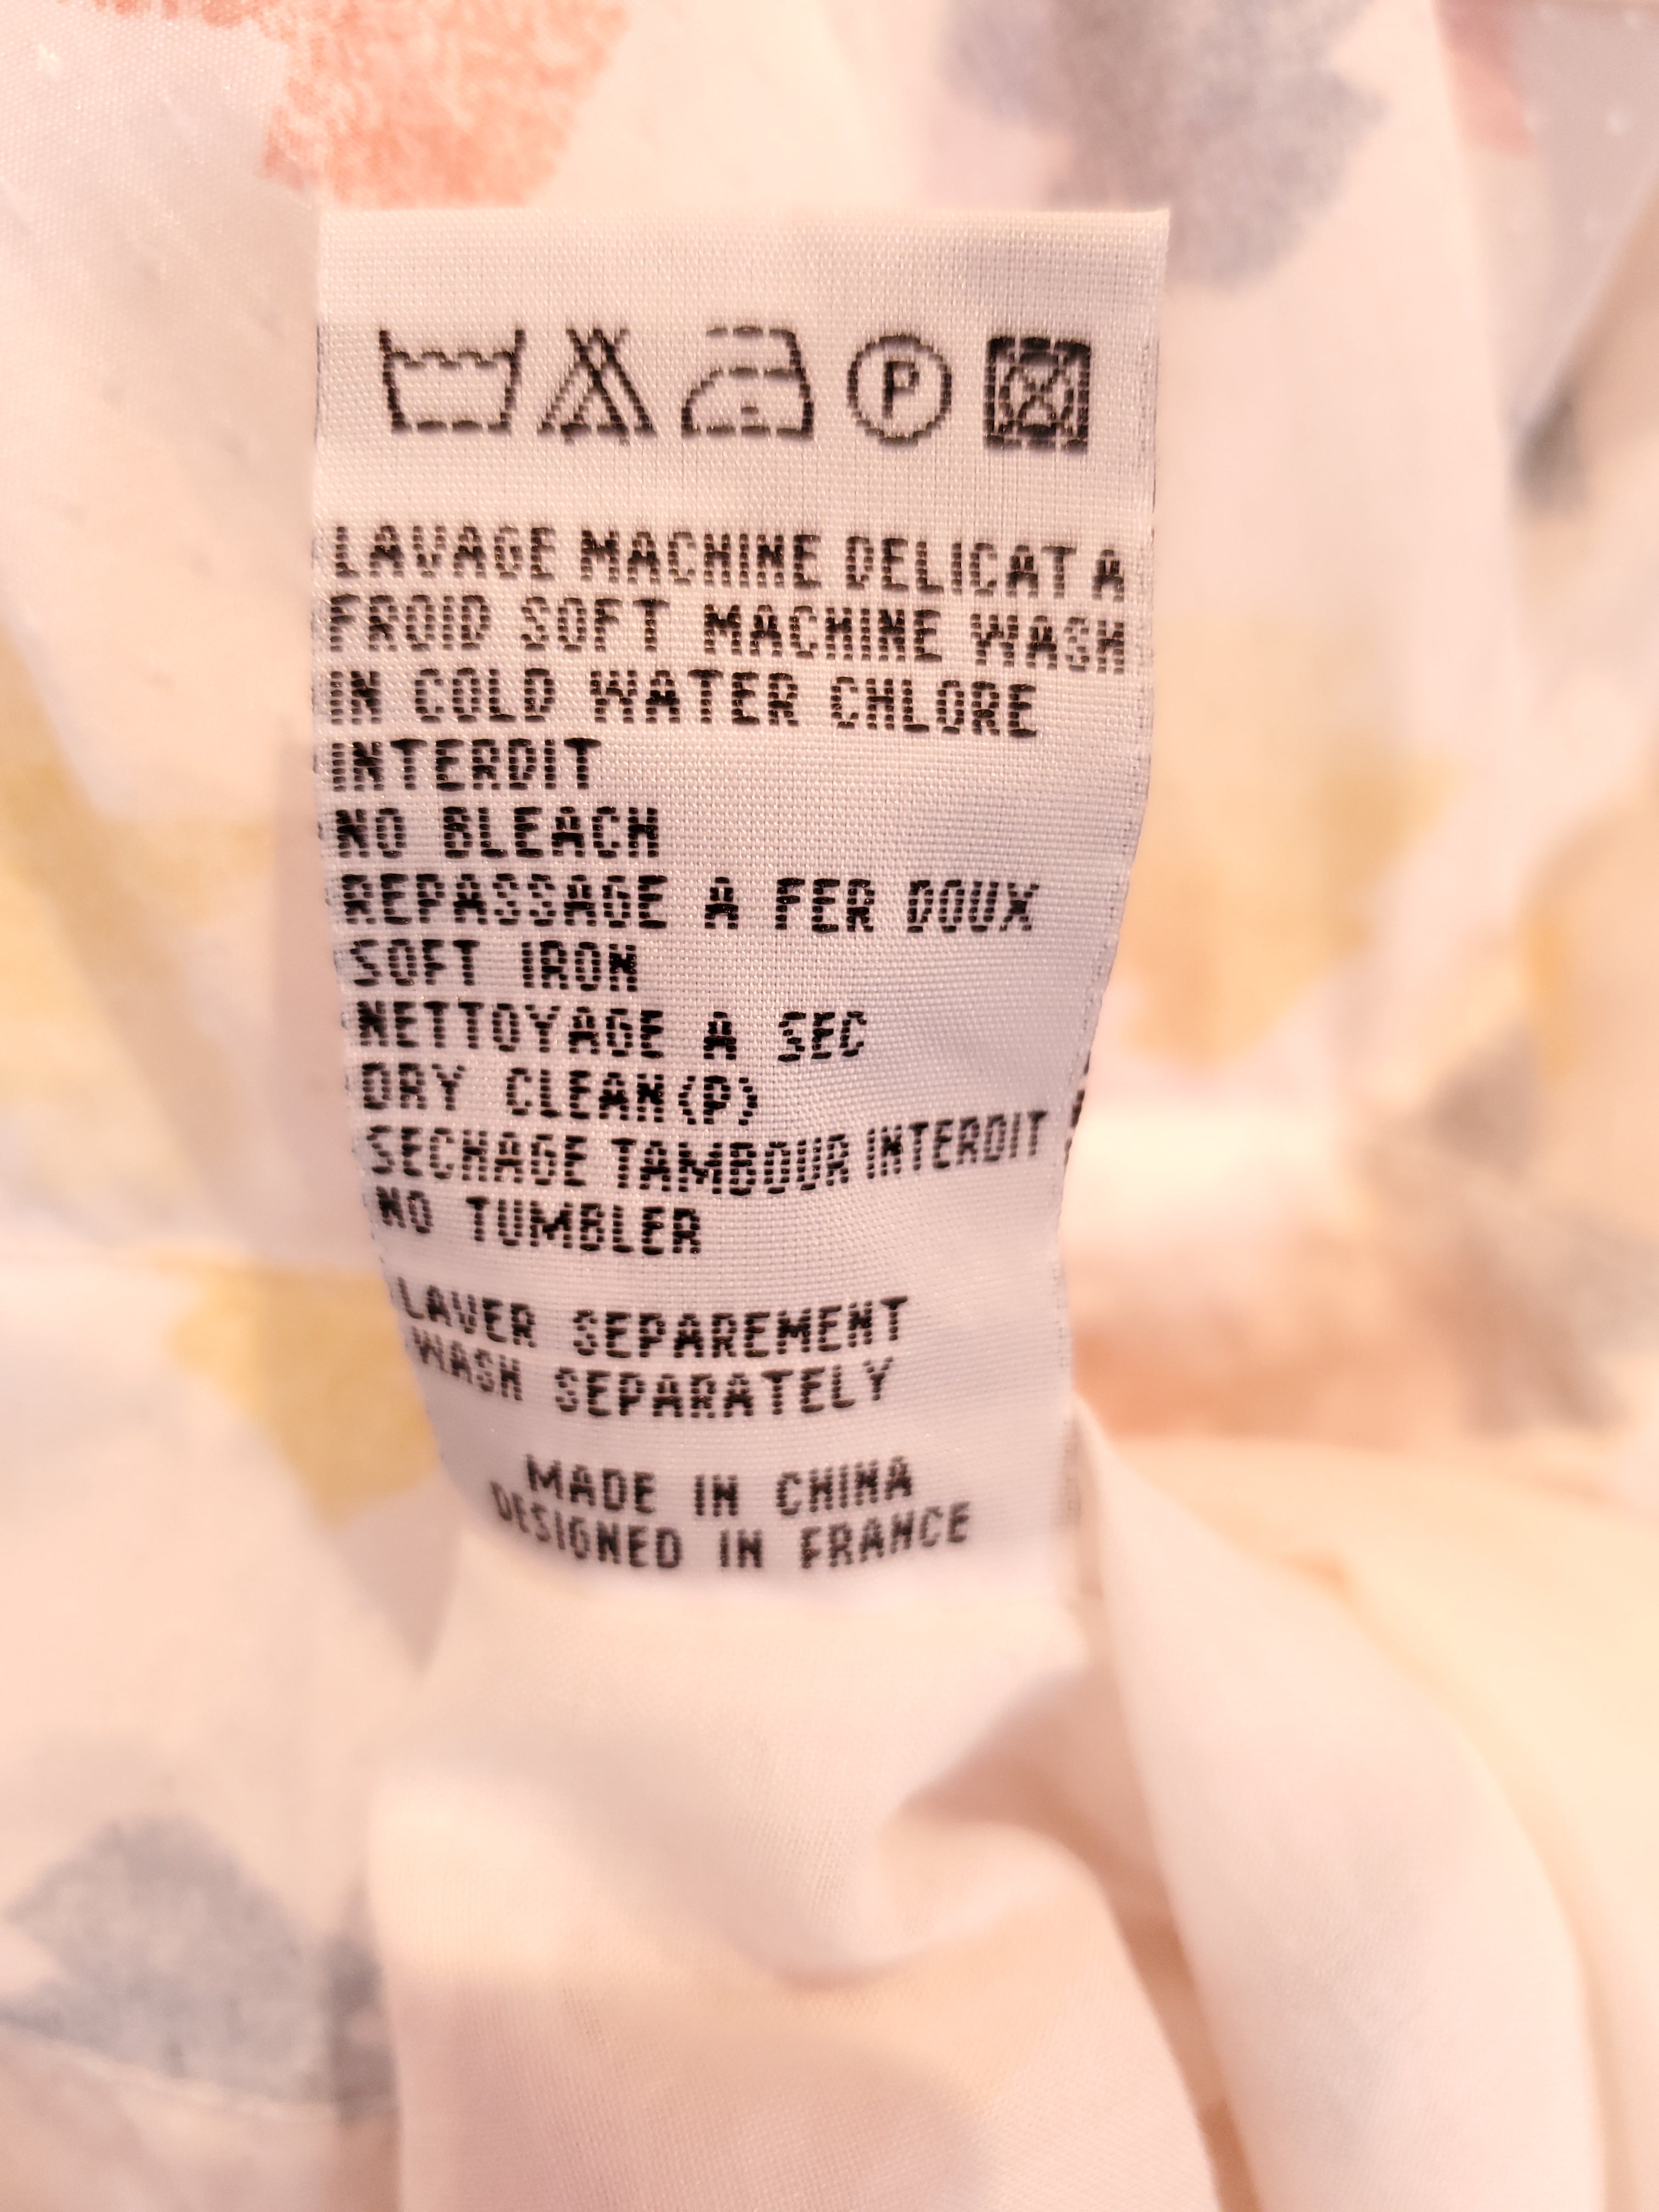 P
LAVAGE MACHINE DELICAT A
FROID SOFT MACHINE WASH
IN COLD WATER CHLORE
INTERDIT
NO BLEACH
REPASSAGE A FER DOUX
SOFT IRON
NETTOYAGE A SEC
DRY CLEAN(P)
SECHAGE TAMBOUR INTERDIT
NO TUMBLER
LAVER SEPAREMENT
WASH SEPARATELY
MADE IN CHINA
DESIGNED IN FRANCE